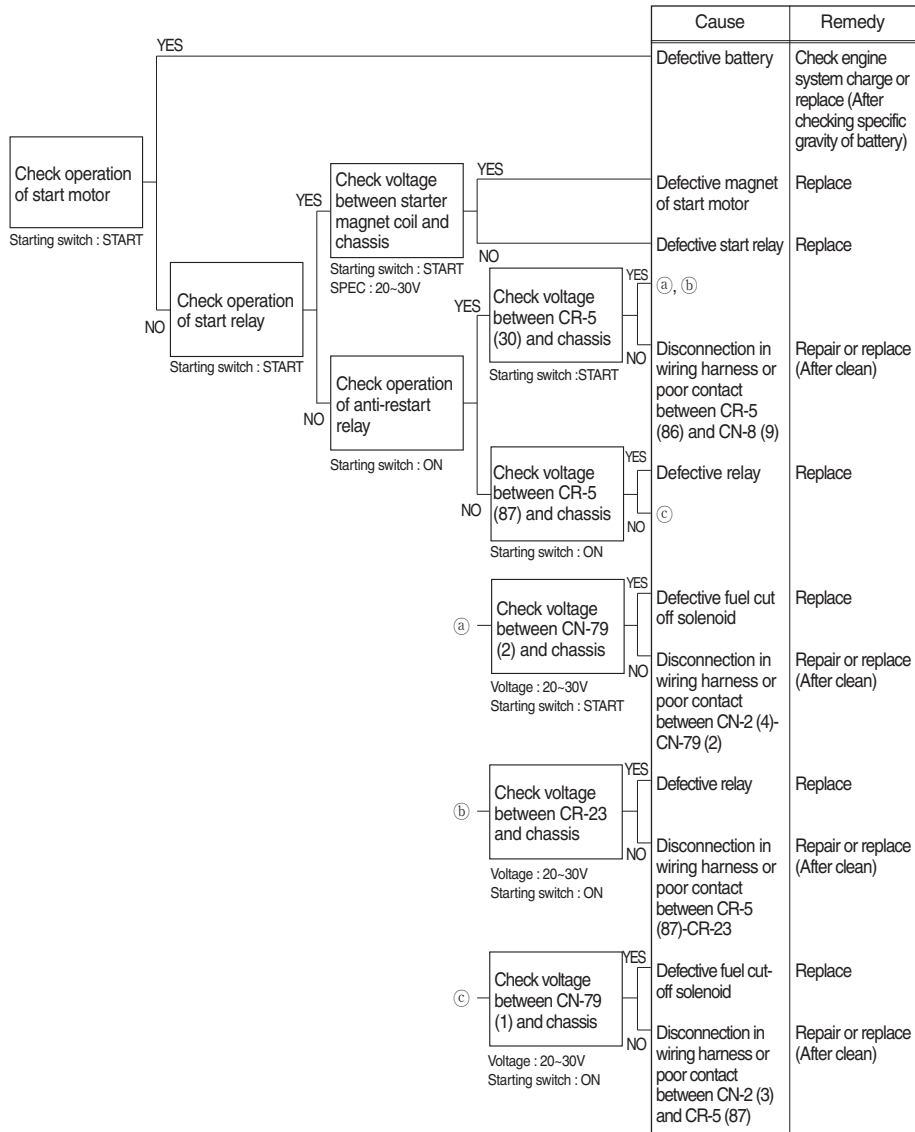 Cause
Remedy
YES
Defective battery
Check engine
system charge or
replace (After
checking specific
gravity of battery)
Check operation
of start motor
Starting switch : START
YES
Check voltage
between starter
magnet coil and
chassis
Starting switch : START
SPEC : 20~30V
YES
Defective magnet
of start motor
Replace
NO
Defective start relay
Replace
NO
Check operation
of start relay
Starting switch : START
YES
Check voltage
between CR-5
(30) and chassis
Starting switch :START
YES
ⓐ, ⓑ
NO
Disconnection in
wiring harness or
poor contact
between CR-5
(86) and CN-8 (9)
Repair or replace
(After clean)
NO
Check operation
of anti-restart
relay
Starting switch : ON
NO
Check voltage
between CR-5
(87) and chassis
Starting switch : ON
YES
Defective relay
Replace
NO
ⓒ
ⓐ
Check voltage
between CN-79
(2) and chassis
Voltage : 20~30V
Starting switch : START
YES
Defective fuel cut
off solenoid
Replace
NO
Disconnection in
wiring harness or
poor contact
between CN-2 (4)-
CN-79 (2)
Repair or replace
(After clean)
ⓑ
Check voltage
between CR-23
and chassis
Voltage : 20~30V
Starting switch : ON
YES
Defective relay
Replace
NO
Disconnection in
wiring harness or
poor contact
between CR-5
(87)-CR-23
Repair or replace
(After clean)
ⓒ
Check voltage
between CN-79
(1) and chassis
Voltage : 20~30V
Starting switch : ON
YES
Defective fuel cut-
off solenoid
Replace
NO
Disconnection in
wiring harness or
poor contact
between CN-2 (3)
and CR-5 (87)
Repair or replace
(After clean)